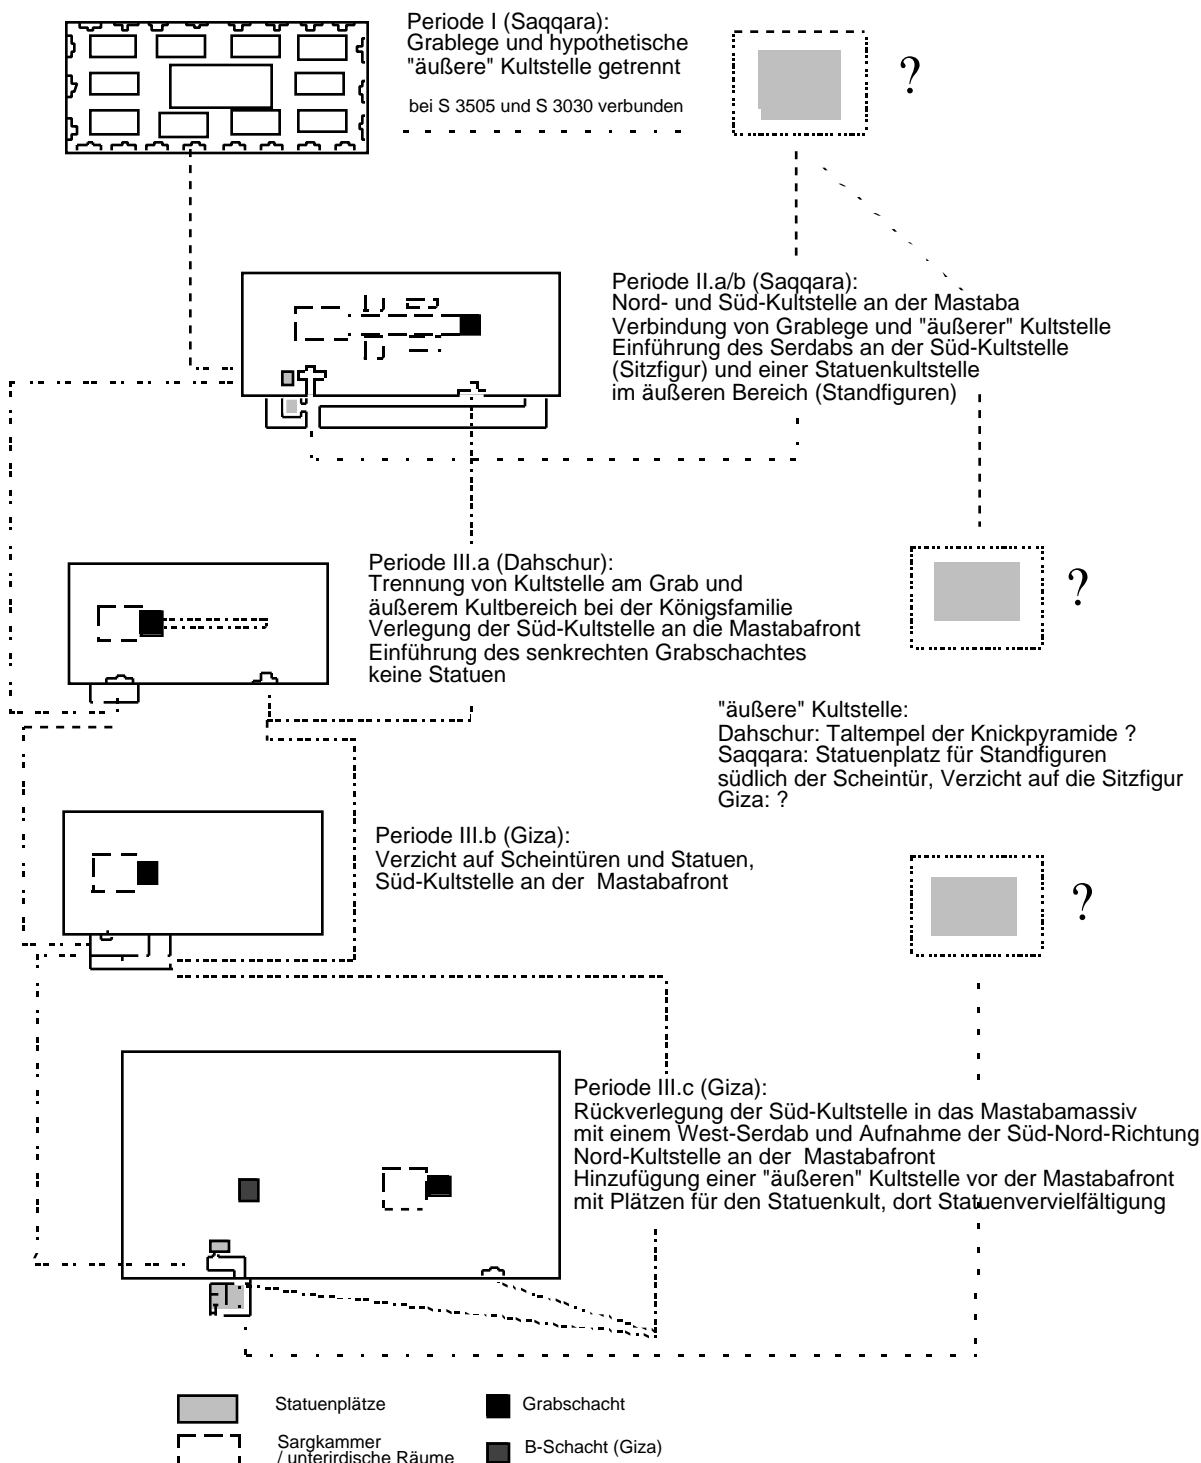 Periode I (Saqqara):
Grablege und hypothetische
"äußere" Kultstelle getrennt
bei S 3505 und S 3030 verbunden
?
Periode II.a/b (Saqqara):
Nord- und Süd-Kultstelle an der Mastaba
Verbindung von Grablege und "äußerer" Kultstelle
Einführung des Serdabs an der Süd-Kultstelle
(Sitzfigur) und einer Statuenkultstelle
im äußeren Bereich (Standfiguren)
Periode III.a (Dahschur):
Trennung von Kultstelle am Grab und
äußerem Kultbereich bei der Königsfamilie
Verlegung der Süd-Kultstelle an die Mastabafront
Einführung des senkrechten Grabschachtes
keine Statuen
?
"äußere" Kultstelle:
Dahschur: Taltempel der Knickpyramide ?
Saqqara: Statuenplatz für Standfiguren
südlich der Scheintür, Verzicht auf die Sitzfigur
Giza: ?
Periode III.b (Giza):
Verzicht auf Scheintüren und Statuen,
Süd-Kultstelle an der Mastabafront
?
Periode III.c (Giza):
Rückverlegung der Süd-Kultstelle in das Mastabamassiv
mit einem West-Serdab und Aufnahme der Süd-Nord-Richtung
Nord-Kultstelle an der Mastabafront
Hinzufügung einer "äußeren" Kultstelle vor der Mastabafront
mit Plätzen für den Statuenkult, dort Statuenvervielfältigung
Statuenplätze
Grabschacht
Sargkammer
/ unterirdische Räume
B-Schacht (Giza)